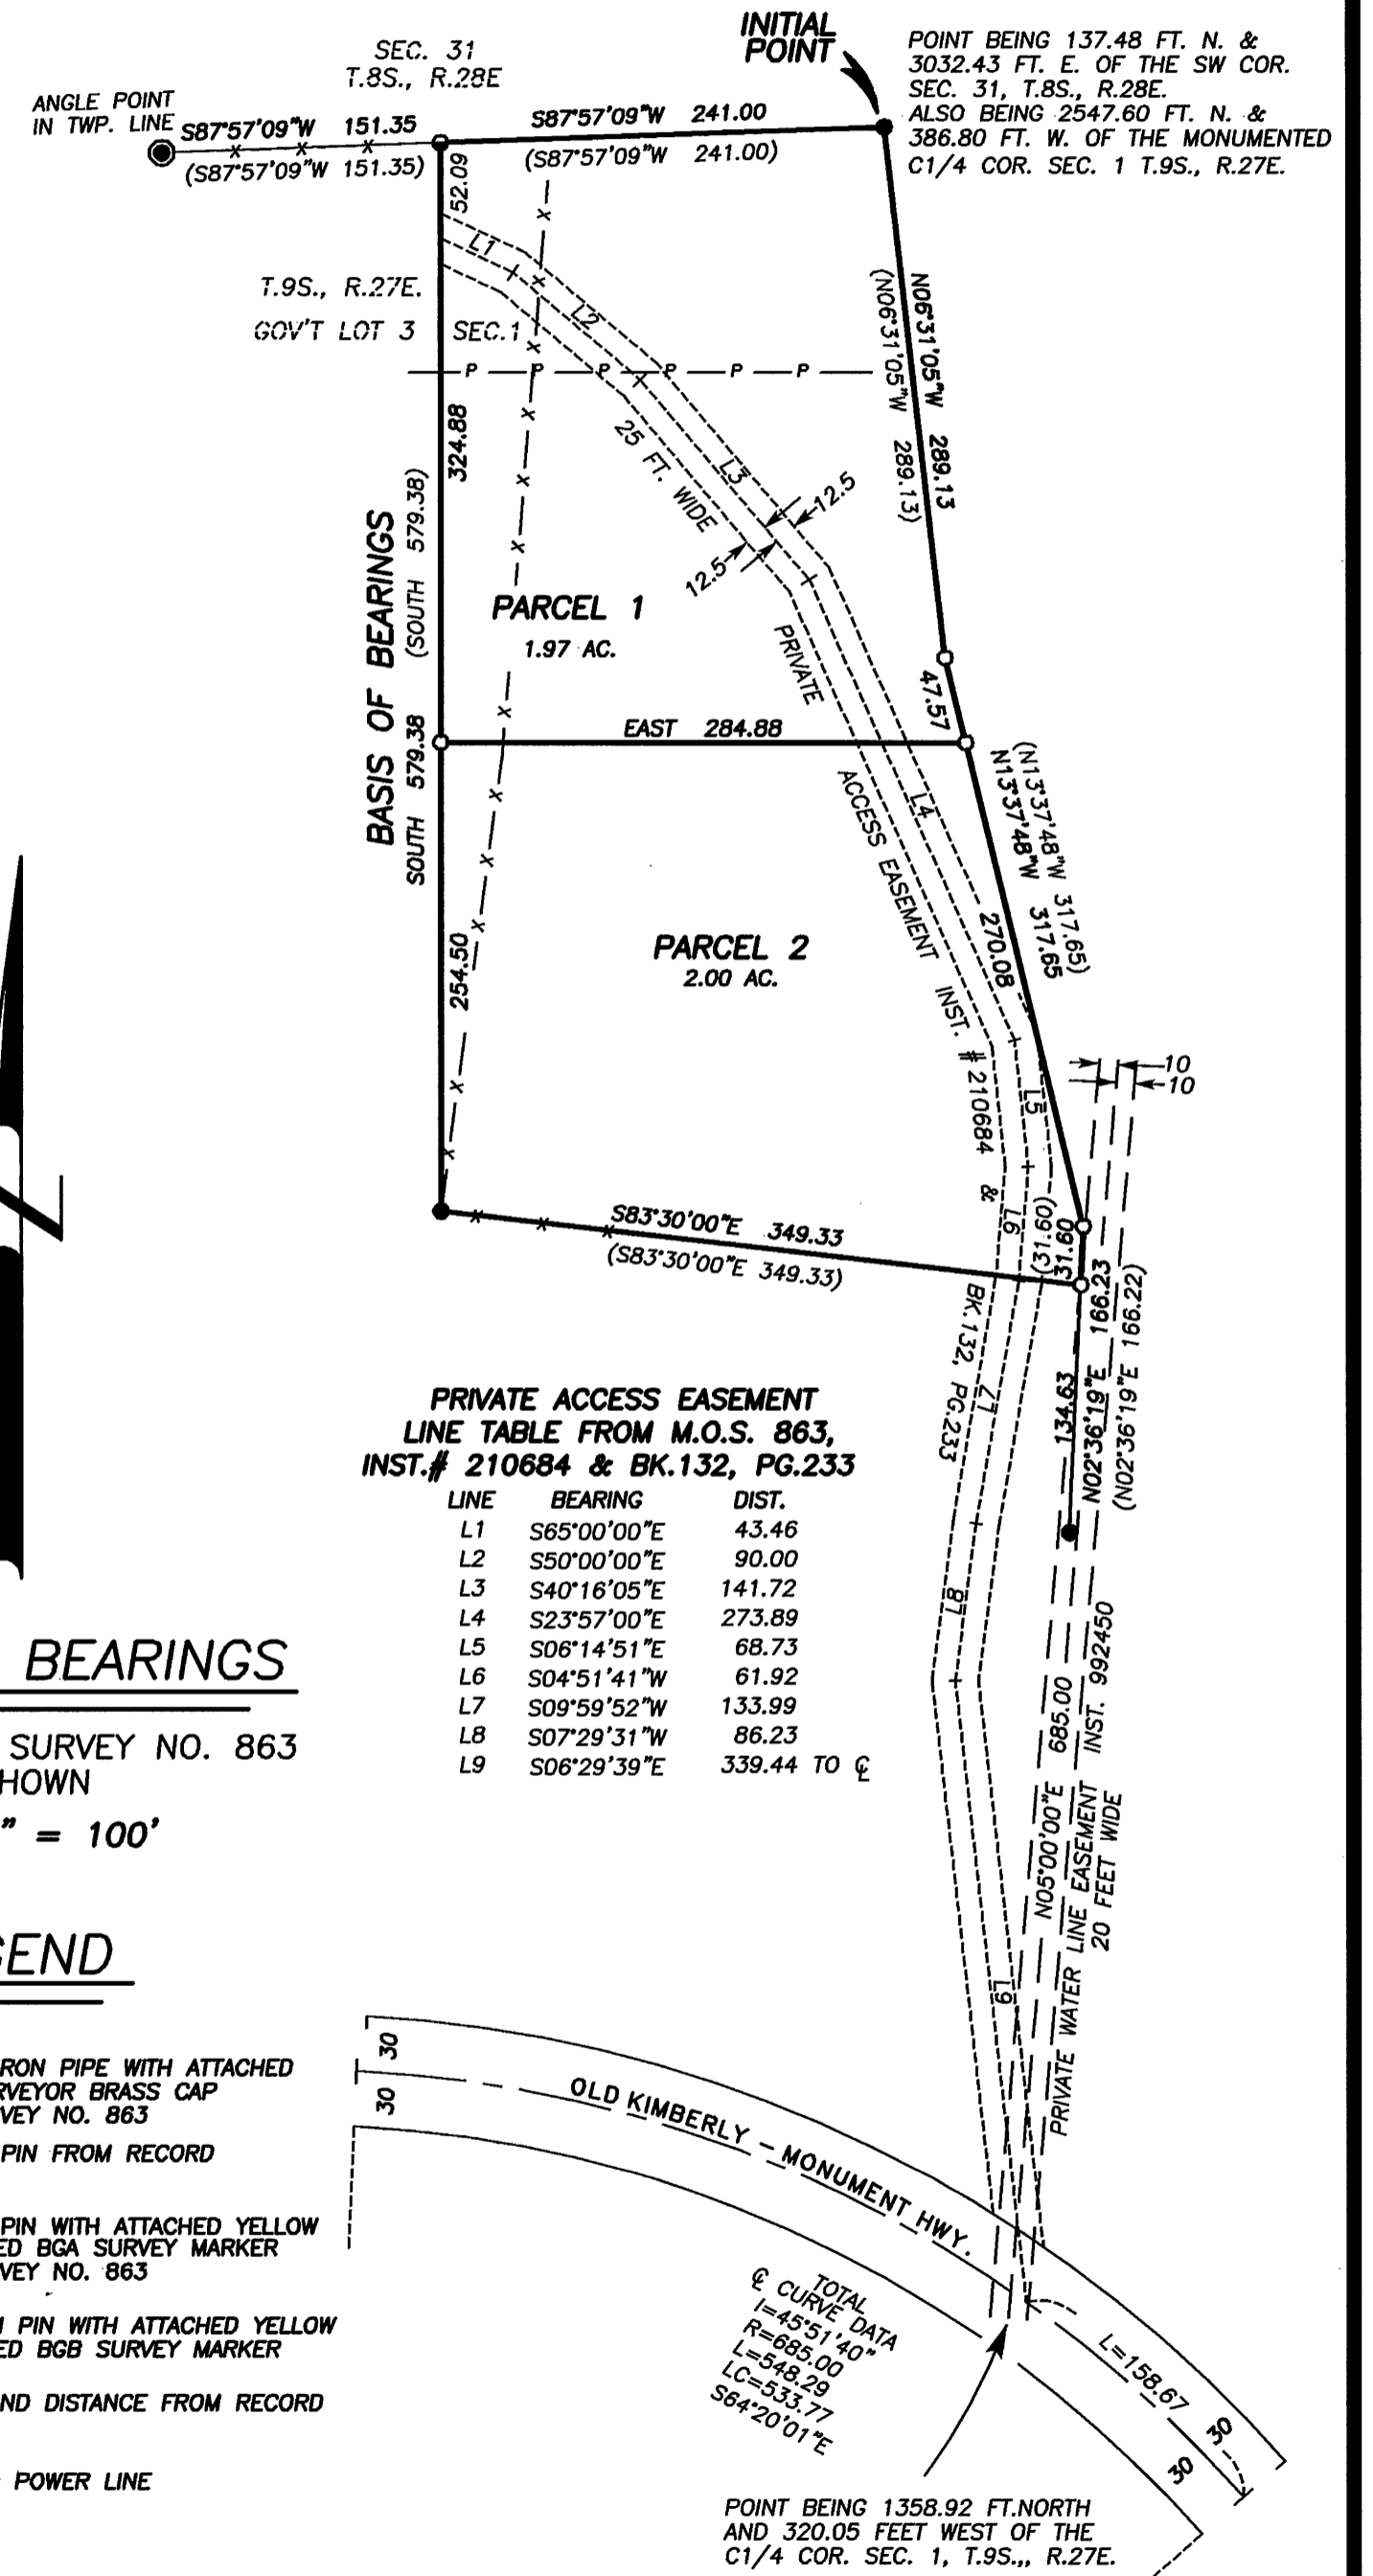 INITIAL
POINT
POINT BEING 137.48 FT. N. &
3032.43 FT. E. OF THE SW COR.
SEC. 31, T.8S., R.28E.
ALSO BEING 2547.60 FT. N. &
386.80 FT. W. OF THE MONUMENTED
C1/4 COR. SEC. 1 T.9S., R.27E.
SEC. 31
T.8S., R.28E
ANGLE POINT
IN TWP. LINE
S87°57'09"W 151.35
(S87°57'09"W 151.35)
S87°57'09"W 241.00
(S87°57'09"W 241.00)
52.09
L1
L2
T.9S., R.27E.
GOV'T LOT 3 SEC.1
P P P P P P
N06°31'05"W 289.13
(N06°31'05"W 289.13)
324.88
L3
25 FT. WIDE
12.5
12.5
BASIS OF BEARINGS
SOUTH 579.38
(SOUTH 579.38)
PARCEL 1
1.97 AC.
PRIVATE
47.57
EAST 284.88
(N13°37'48"W 317.65)
N13°37'48"W 317.65
ACCESS EASEMENT INST. # 210684 &
L4
270.08
254.50
PARCEL 2
2.00 AC.
10
10
L5
L6
(31.60)
31.60
S83°30'00"E 349.33
(S83°30'00"E 349.33)
BK.132, PG.233
L7
134.63
N02°36'19"E 166.23
(N02°36'19"E 166.22)
PRIVATE ACCESS EASEMENT
LINE TABLE FROM M.O.S. 863,
INST.# 210684 & BK.132, PG.233
LINE BEARING DIST.
L1 S65°00'00"E 43.46
L2 S50°00'00"E 90.00
L3 S40°16'05"E 141.72
L4 S23°57'00"E 273.89
L5 S06°14'51"E 68.73
L6 S04°51'41"W 61.92
L7 S09°59'52"W 133.99
L8 S07°29'31"W 86.23
L9 S06°29'39"E 339.44 TO ℄
L8
BEARINGS
SURVEY NO. 863
HOWN
" = 100'
N05°00'00"E 685.00
PRIVATE WATER LINE EASEMENT INST. 992450
20 FEET WIDE
L9
GEND
RON PIPE WITH ATTACHED
RVEYOR BRASS CAP
VEY NO. 863
PIN FROM RECORD
PIN WITH ATTACHED YELLOW
ED BGA SURVEY MARKER
VEY NO. 863
PIN WITH ATTACHED YELLOW
ED BGB SURVEY MARKER
ND DISTANCE FROM RECORD
POWER LINE
30
30
OLD KIMBERLY – MONUMENT HWY.
TOTAL
℄ CURVE DATA
I=45°51'40"
R=685.00
L=548.29
LC=533.77
S64°20'01"E
L=158.67
30
30
POINT BEING 1358.92 FT.NORTH
AND 320.05 FEET WEST OF THE
C1/4 COR. SEC. 1, T.9S.,, R.27E.